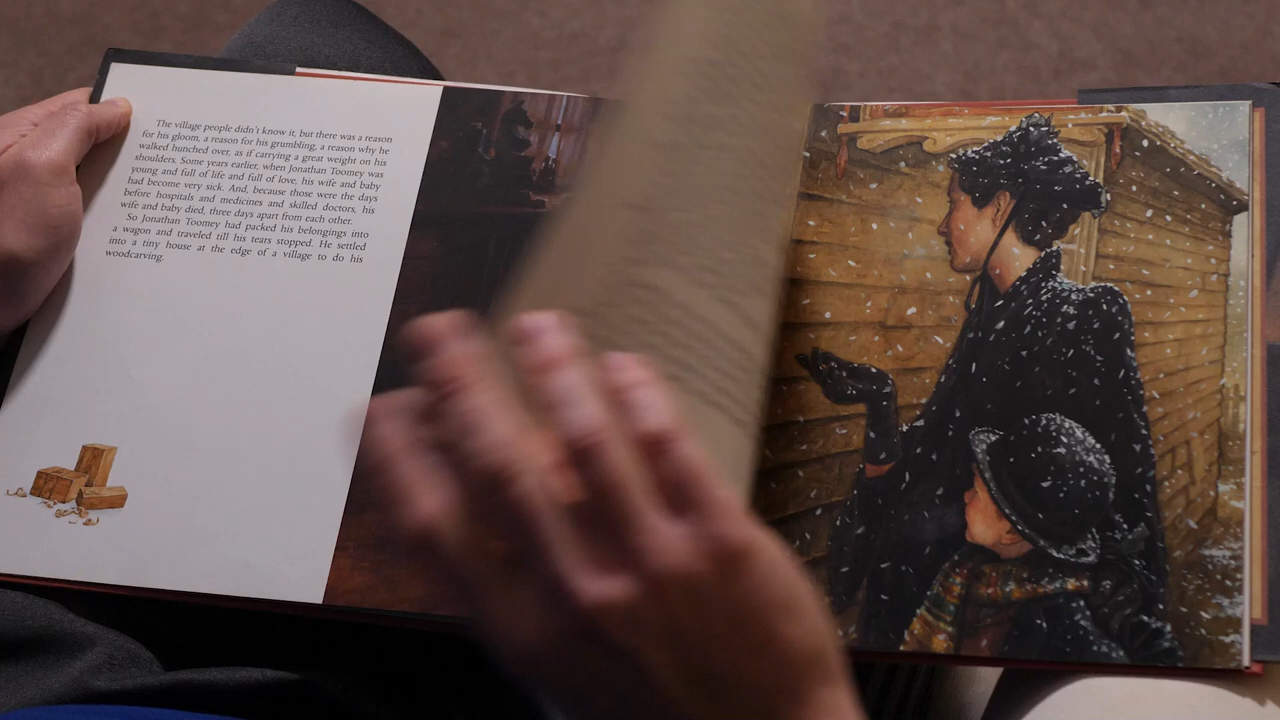 The village people didn't know it, but there was a reason
for his gloom, a reason for his grumbling, a reason why he
walked hunched over, as if carrying a great weight on his
shoulders. Some years earlier, when Jonathan Toomey was
young and full of life and full of love, his wife and baby
had become very sick. And, because those were the days
before hospitals and medicines and skilled doctors, his
wife and baby died, three days apart from each other.
So Jonathan Toomey had packed his belongings into
a wagon and traveled till his tears stopped. He settled
into a tiny house at the edge of a village to do his
woodcarving.